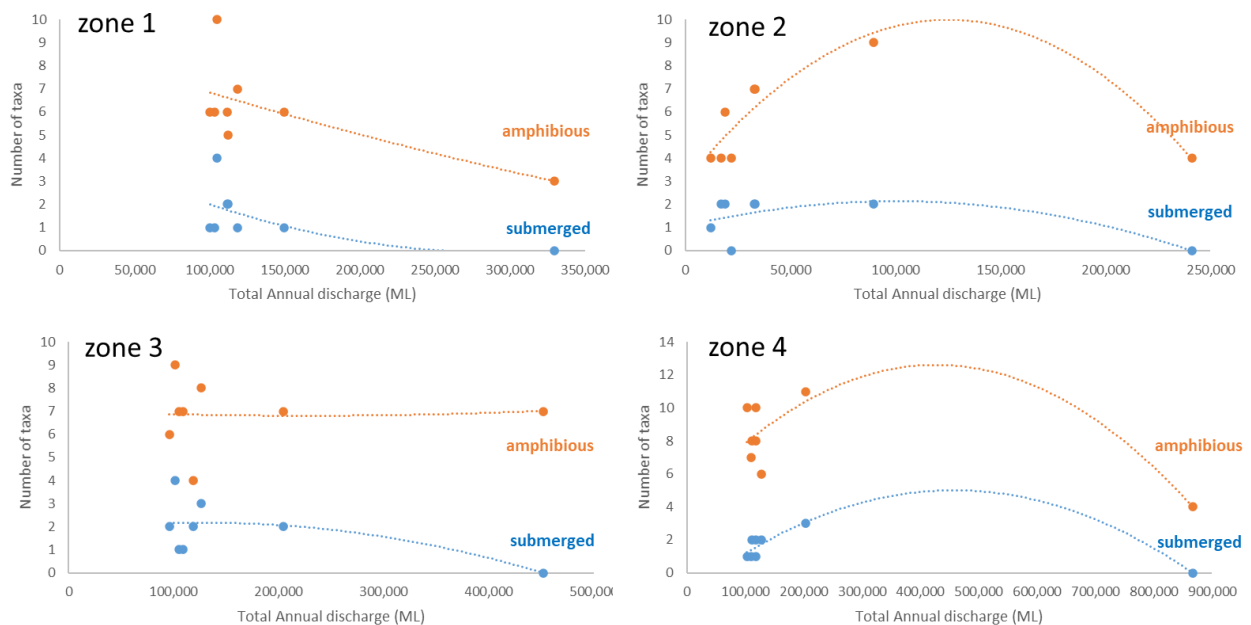 zone 1
10
9
8
7
6
5
4
3
2
1
0
Number of taxa
amphibious
submerged
0 50,000 100,000 150,000 200,000 250,000 300,000 350,000
Total Annual discharge (ML)
zone 2
10
9
8
7
6
5
4
3
2
1
0
Number of taxa
amphibious
submerged
0 50,000 100,000 150,000 200,000 250,000
Total Annual discharge (ML)
zone 3
10
9
8
7
6
5
4
3
2
1
0
Number of taxa
amphibious
submerged
0 100,000 200,000 300,000 400,000 500,000
Total Annual discharge (ML)
zone 4
14
12
10
8
6
4
2
0
Number of taxa
amphibious
submerged
0 100,000 200,000 300,000 400,000 500,000 600,000 700,000 800,000 900,000
Total Annual discharge (ML)